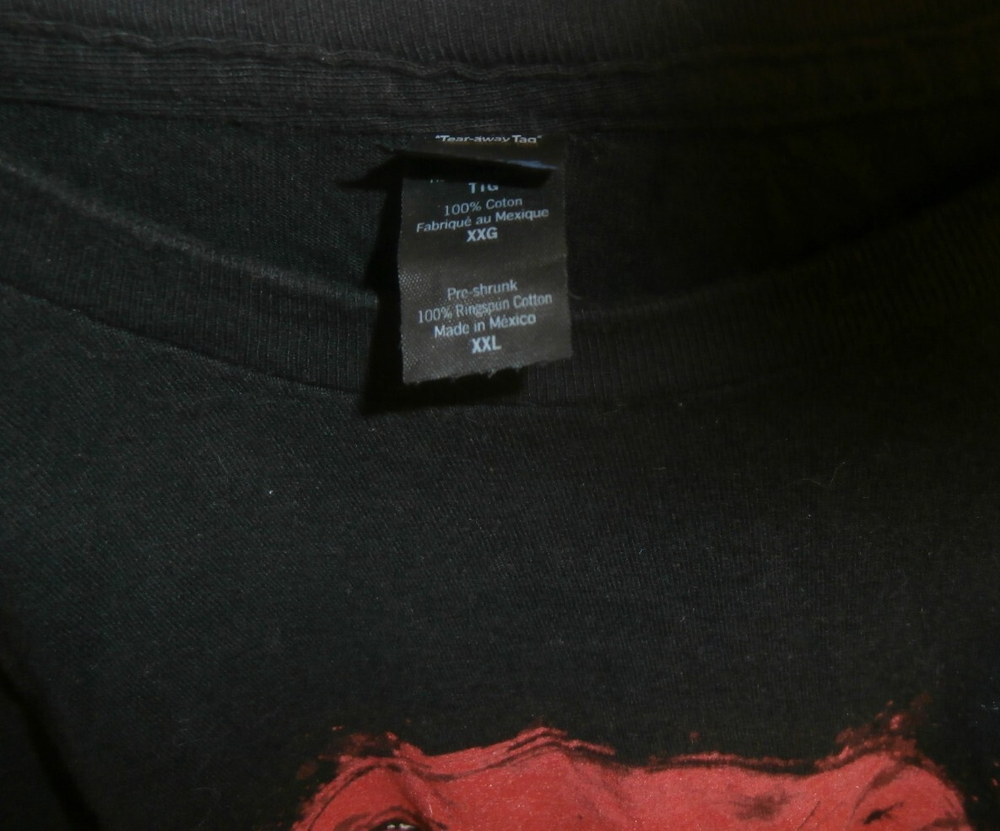 "Tear-away Tag"
TTG
100% Coton
Fabriqué au Mexique
XXG
Pre-shrunk
100% Ringspun Cotton
Made in México
XXL